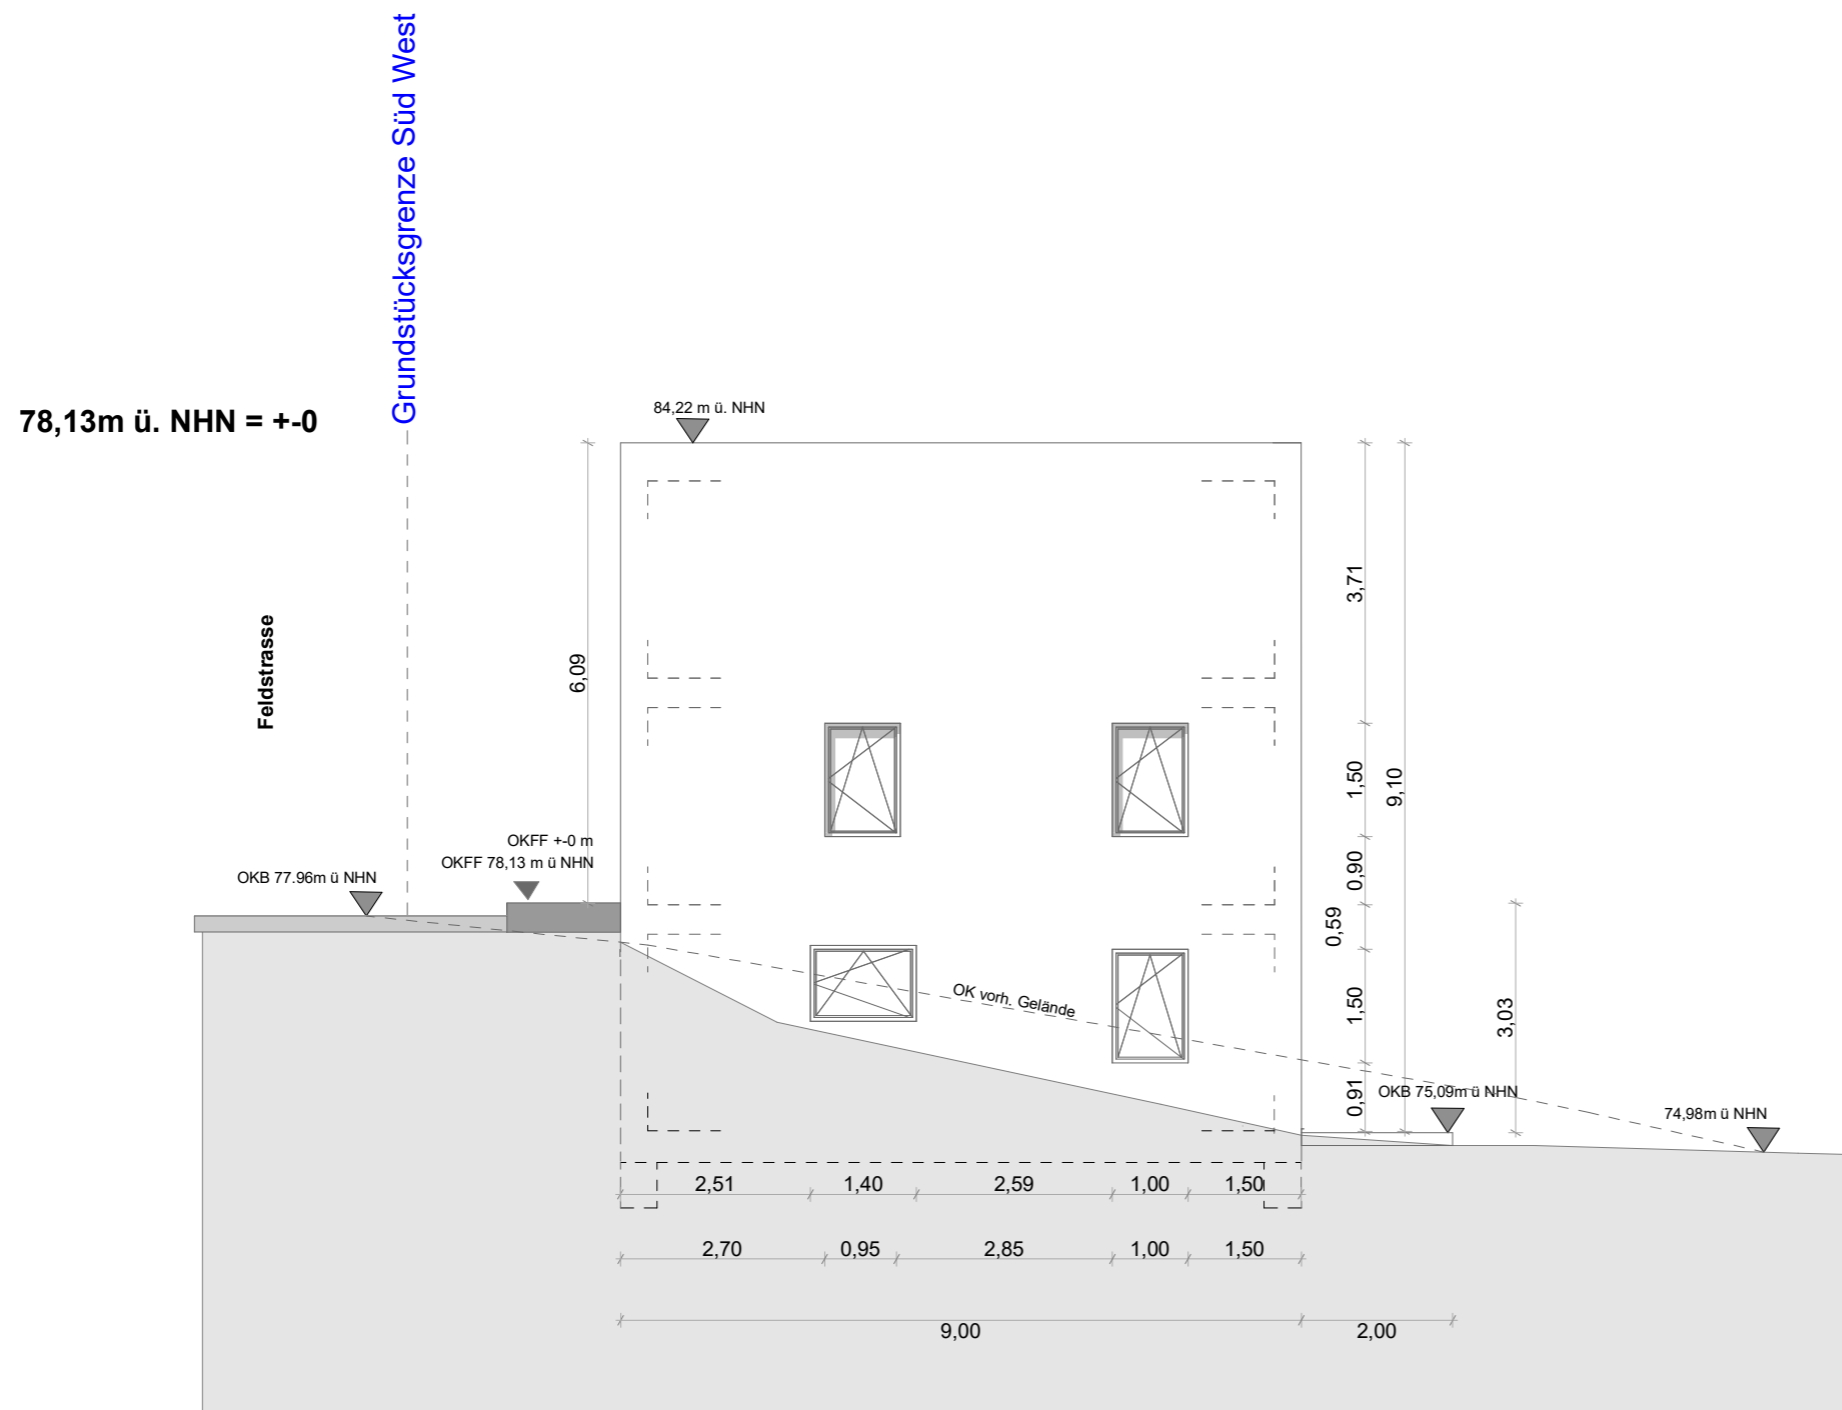 Grundstücksgrenze Süd West
78,13m ü. NHN = +-0
84,22 m ü. NHN
Feldstrasse
6,09
3,71
1,50
9,10
0,90
0,59
1,50
3,03
0,91
OKFF +-0 m
OKFF 78,13 m ü NHN
OKB 77.96m ü NHN
OK vorh. Gelände
OKB 75,09m ü NHN
74,98m ü NHN
2,51 1,40 2,59 1,00 1,50
2,70 0,95 2,85 1,00 1,50
9,00 2,00